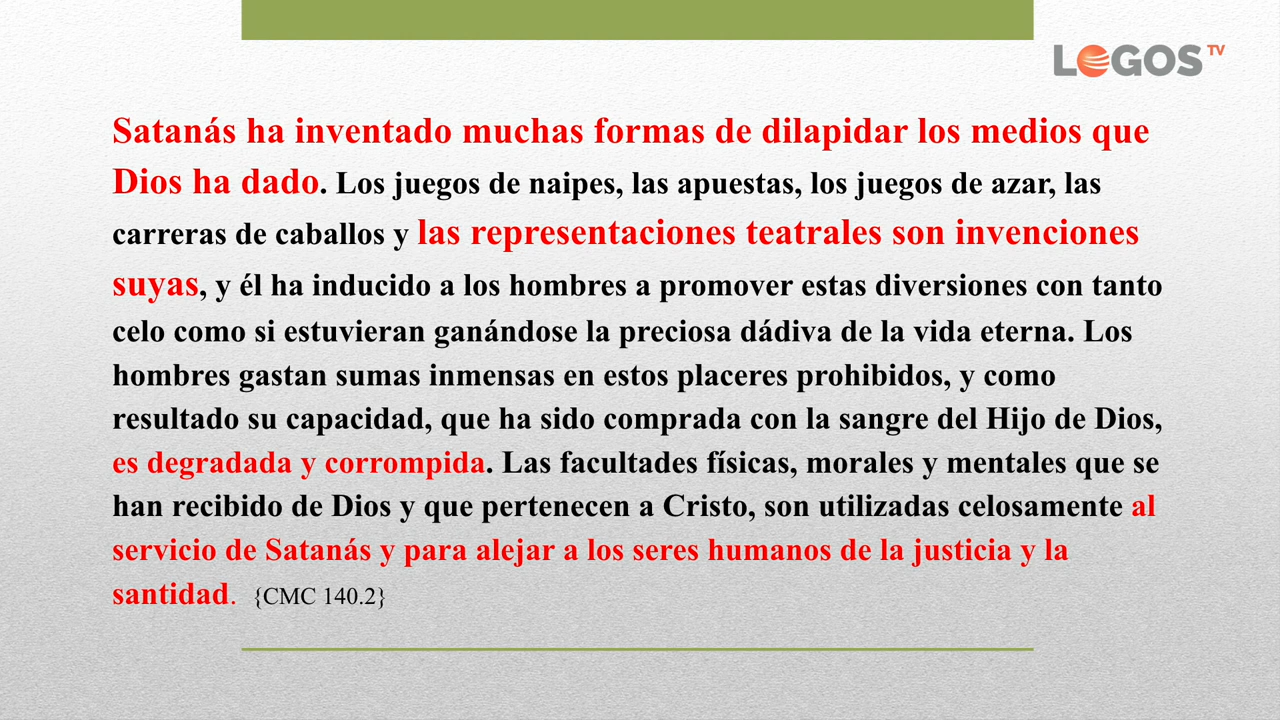 LOGOS TV
Satanás ha inventado muchas formas de dilapidar los medios que
Dios ha dado. Los juegos de naipes, las apuestas, los juegos de azar, las
carreras de caballos y las representaciones teatrales son invenciones
suyas, y él ha inducido a los hombres a promover estas diversiones con tanto
celo como si estuvieran ganándose la preciosa dádiva de la vida eterna. Los
hombres gastan sumas inmensas en estos placeres prohibidos, y como
resultado su capacidad, que ha sido comprada con la sangre del Hijo de Dios,
es degradada y corrompida. Las facultades físicas, morales y mentales que se
han recibido de Dios y que pertenecen a Cristo, son utilizadas celosamente al
servicio de Satanás y para alejar a los seres humanos de la justicia y la
santidad. {CMC 140.2}